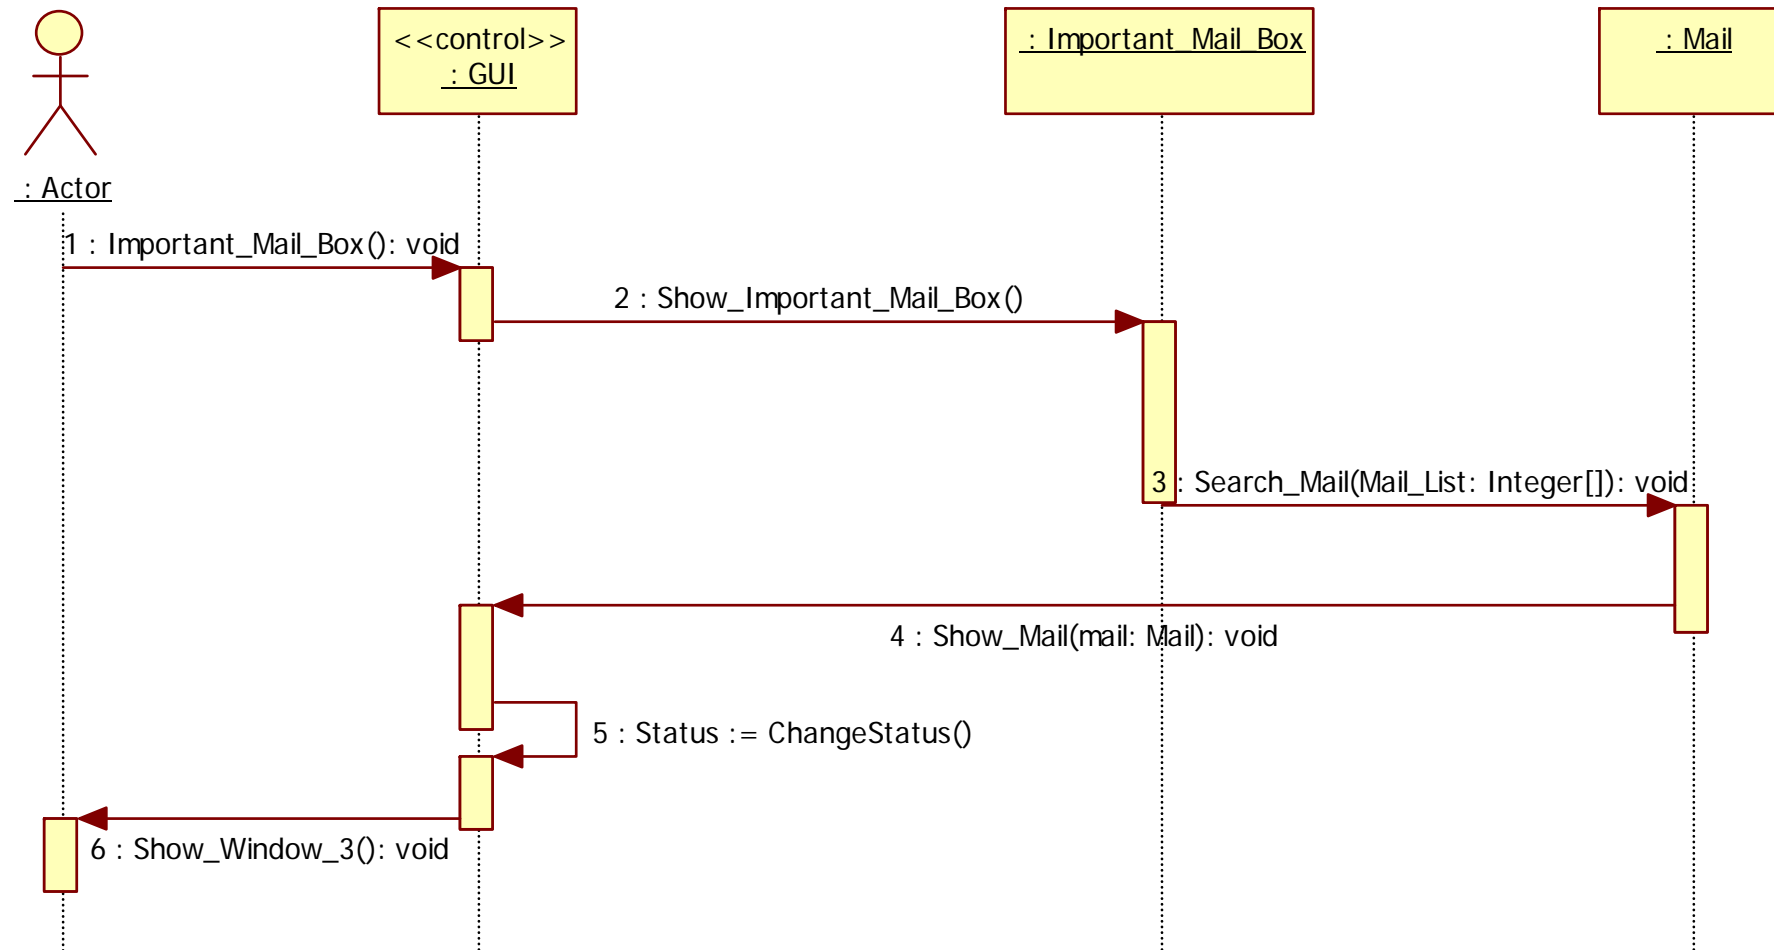 <<control>>
: GUI
: Important_Mail_Box
: Mail
: Actor
1 : Important_Mail_Box(): void
2 : Show_Important_Mail_Box()
3 : Search_Mail(Mail_List: Integer[]): void
4 : Show_Mail(mail: Mail): void
5 : Status := ChangeStatus()
6 : Show_Window_3(): void